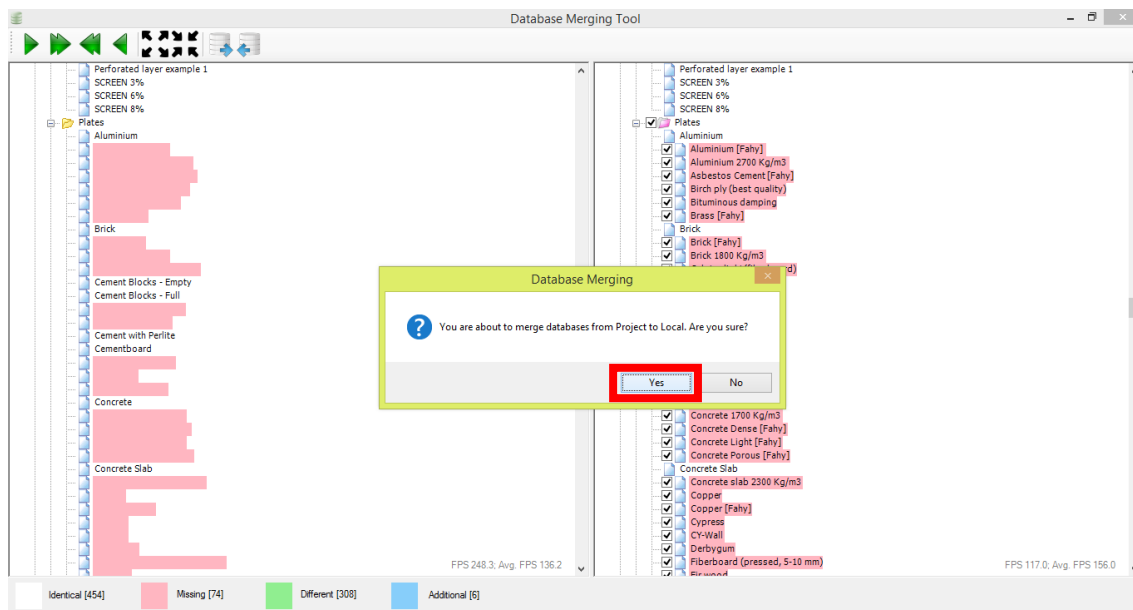 Database Merging Tool
Perforated layer example 1
SCREEN 3%
SCREEN 6%
SCREEN 8%
Plates
Aluminium
Brick
Cement Blocks - Empty
Cement Blocks - Full
Cement with Perlite
Cementboard
Concrete
Concrete Slab
FPS 248.3; Avg. FPS 136.2
Perforated layer example 1
SCREEN 3%
SCREEN 6%
SCREEN 8%
Plates
Aluminium
Aluminium [Fahy]
Aluminium 2700 Kg/m3
Asbestos Cement [Fahy]
Birch ply (best quality)
Bituminous damping
Brass [Fahy]
Brick
Brick [Fahy]
Brick 1800 Kg/m3
Database Merging
You are about to merge databases from Project to Local. Are you sure?
Yes
No
Concrete 1700 Kg/m3
Concrete Dense [Fahy]
Concrete Light [Fahy]
Concrete Porous [Fahy]
Concrete Slab
Concrete slab 2300 Kg/m3
Copper
Copper [Fahy]
Cypress
CY-Wall
Derbygum
Fiberboard (pressed, 5-10 mm)
Fir wood
FPS 117.0; Avg. FPS 156.0
Identical [454]
Missing [74]
Different [308]
Additional [6]